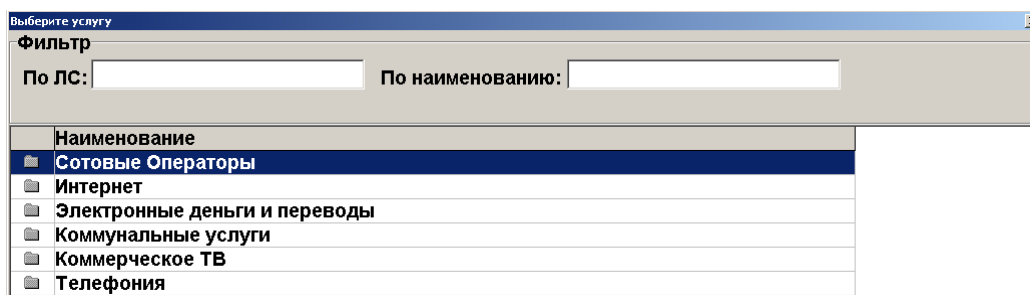 Выберите услугу
Фильтр
По ЛС: По наименованию:
Наименование
Сотовые Операторы
Интернет
Электронные деньги и переводы
Коммунальные услуги
Коммерческое ТВ
Телефония